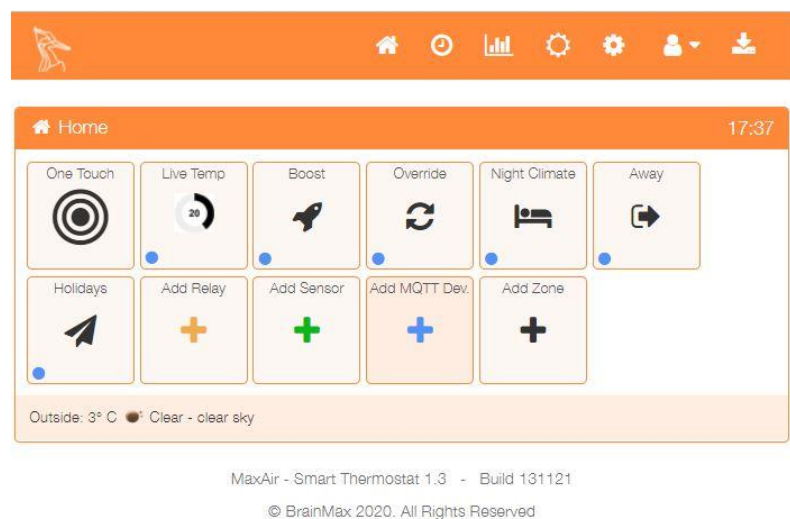 Home 17:37
One Touch Live Temp Boost Override Night Climate Away
20
Holidays Add Relay Add Sensor Add MQTT Dev. Add Zone
Outside: 3° C Clear - clear sky
MaxAir - Smart Thermostat 1.3 - Build 131121
© BrainMax 2020. All Rights Reserved